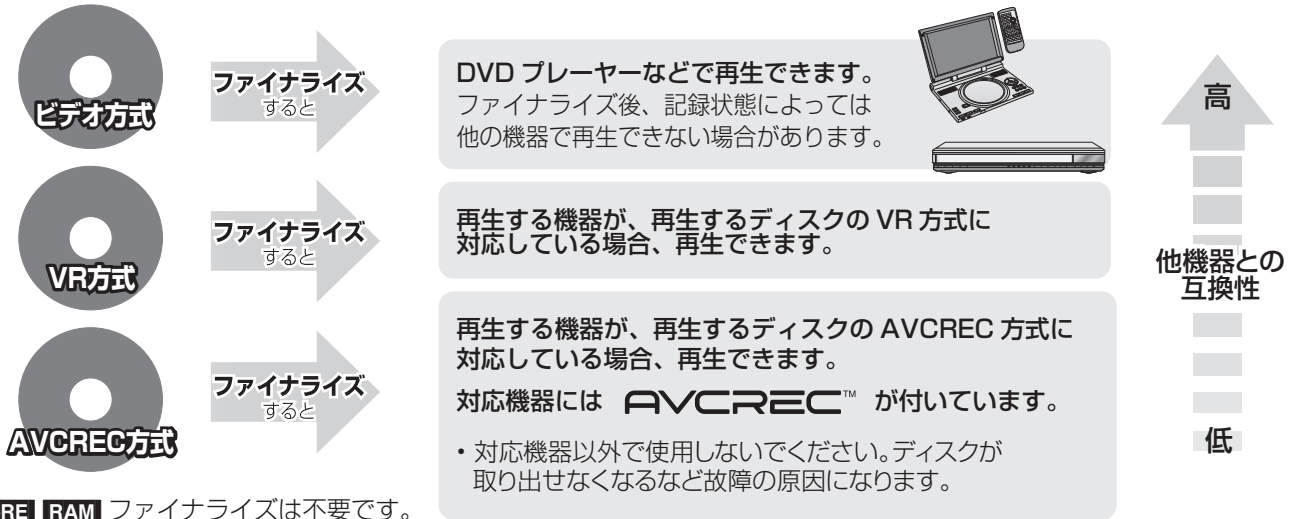 ビデオ方式
ファイナライズ
すると
DVD プレーヤーなどで再生できます。
ファイナライズ後、記録状態によっては
他の機器で再生できない場合があります。
VR方式
ファイナライズ
すると
再生する機器が、再生するディスクの VR 方式に
対応している場合、再生できます。
AVCREC方式
ファイナライズ
すると
再生する機器が、再生するディスクの AVCREC 方式に
対応している場合、再生できます。
対応機器には AVCREC™ が付いています。
・対応機器以外で使用しないでください。ディスクが
取り出せなくなるなど故障の原因になります。
高
他機器との
互換性
低
RE RAM ファイナライズは不要です。